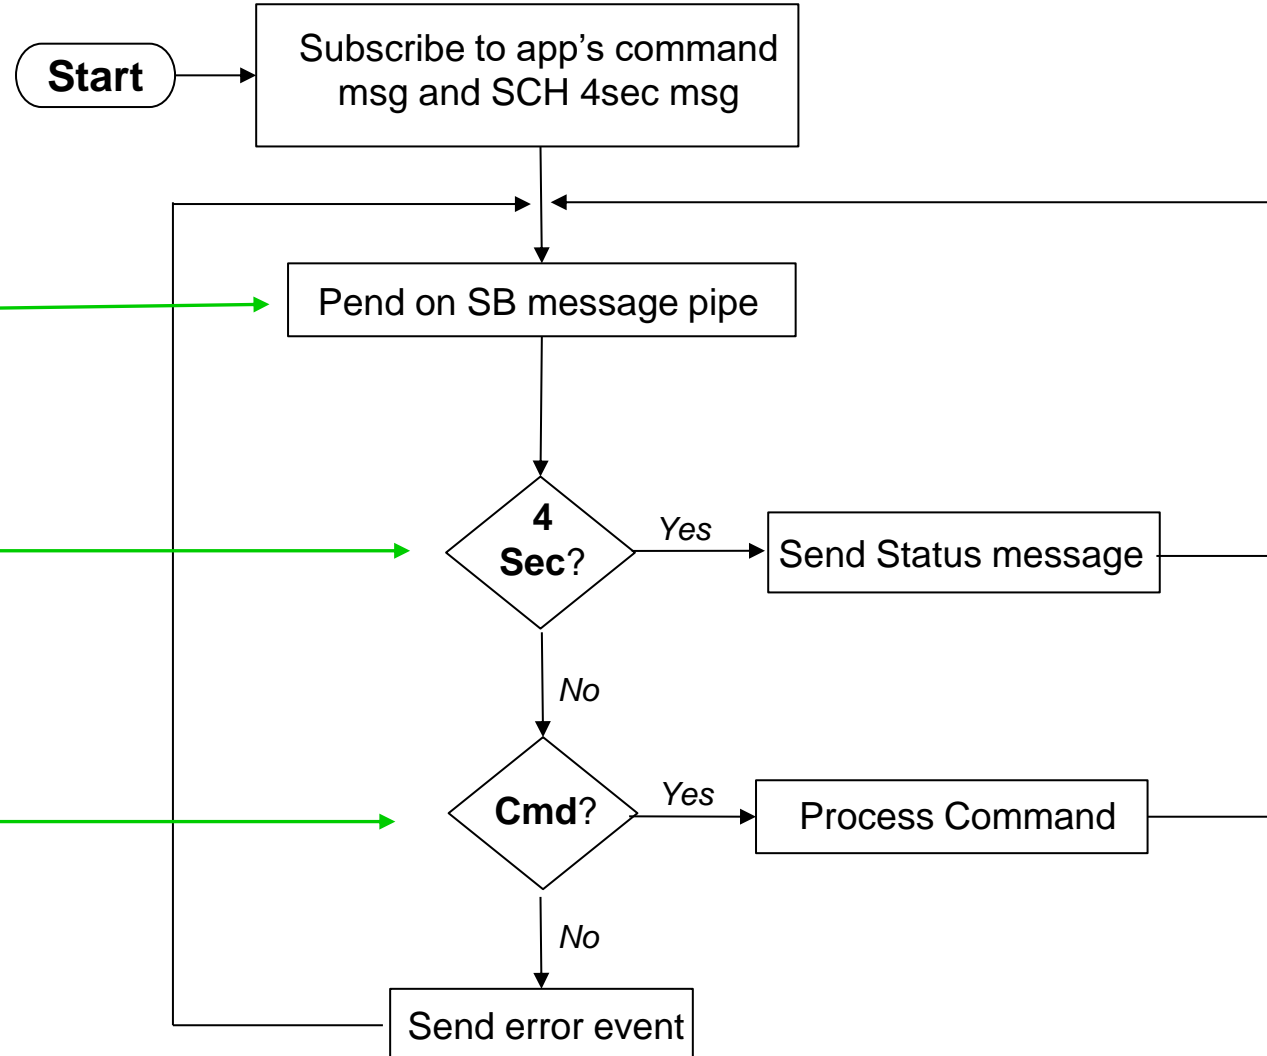 Start
Subscribe to app’s command
msg and SCH 4sec msg
Pend on SB message pipe
4
Sec?
Yes
Send Status message
No
Cmd?
Yes
Process Command
No
Send error event